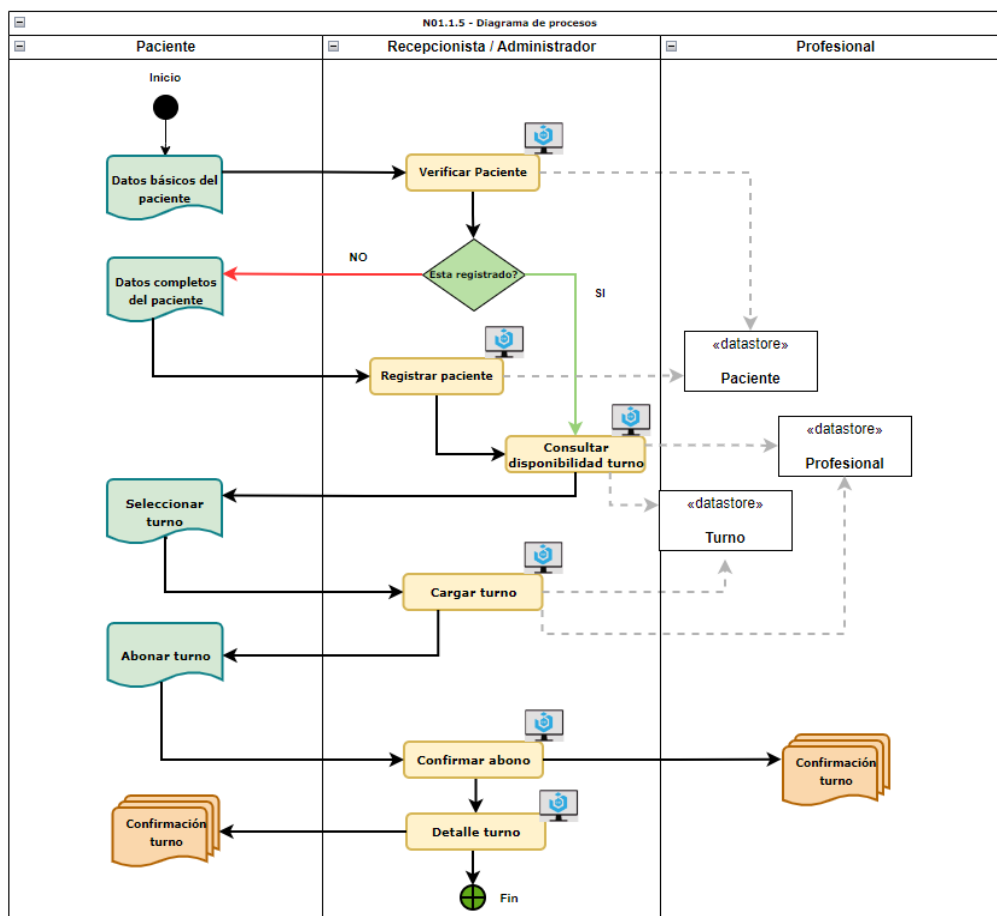 N01.1.5 - Diagrama de procesos
Paciente
Recepcionista / Administrador
Profesional
Inicio
Datos básicos del
paciente
Verificar Paciente
NO
Esta registrado?
SI
Datos completos
del paciente
Registrar paciente
«datastore»
Paciente
Consultar
disponibilidad turno
«datastore»
Profesional
Seleccionar
turno
«datastore»
Turno
Cargar turno
Abonar turno
Confirmar abono
Confirmación
turno
Confirmación
turno
Detalle turno
Fin